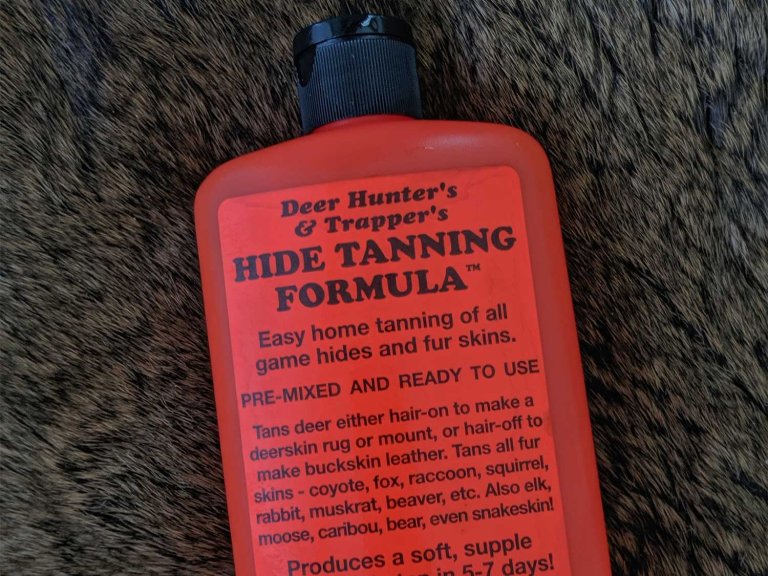 Deer Hunter's
& Trapper's
HIDE TANNING
FORMULA™
Easy home tanning of all
game hides and fur skins.
PRE-MIXED AND READY TO USE
Tans deer either hair-on to make a
deerskin rug or mount, or hair-off to
make buckskin leather. Tans all fur
skins - coyote, fox, raccoon, squirrel,
rabbit, muskrat, beaver, etc. Also elk,
moose, caribou, bear, even snakeskin!
Produces a soft, supple
in 5-7 days!